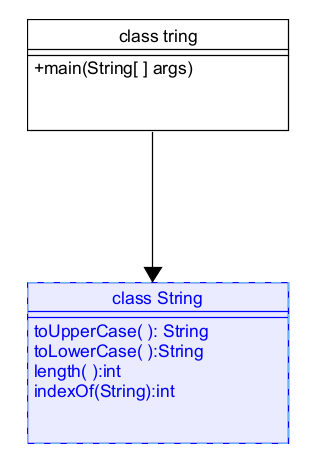 class tring
+main(String[ ] args)
class String
toUpperCase( ): String
toLowerCase( ):String
length( ):int
indexOf(String):int